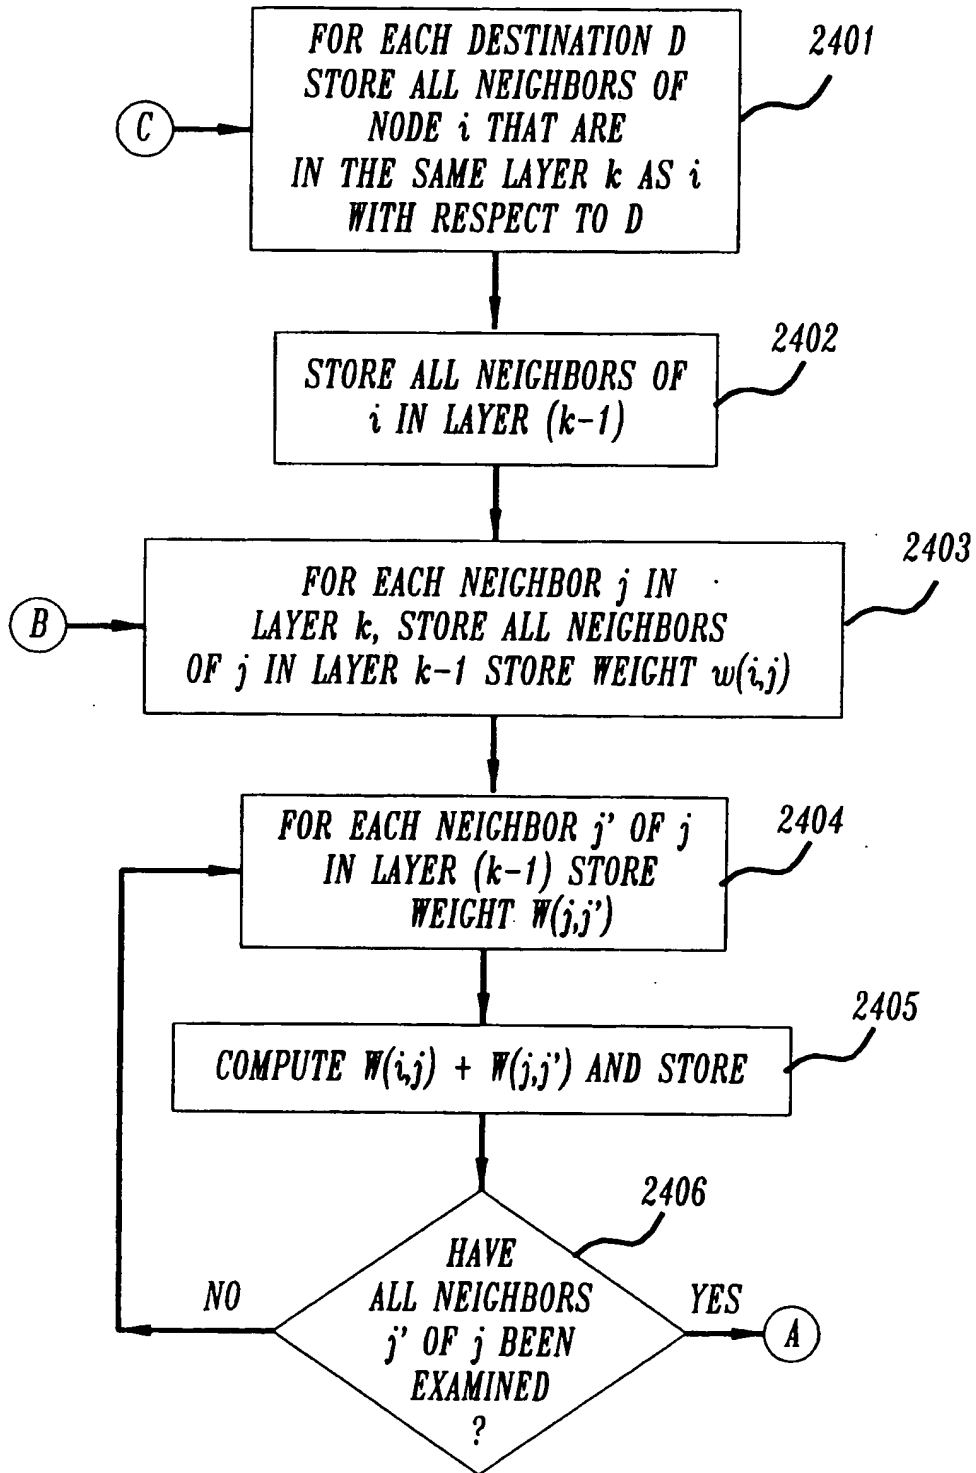 FOR EACH DESTINATION D
STORE ALL NEIGHBORS OF
NODE i THAT ARE
IN THE SAME LAYER k AS i
WITH RESPECT TO D
2401
C
STORE ALL NEIGHBORS OF
i IN LAYER (k-1)
2402
FOR EACH NEIGHBOR j IN
LAYER k, STORE ALL NEIGHBORS
OF j IN LAYER k-1 STORE WEIGHT w(i,j)
2403
B
FOR EACH NEIGHBOR j' OF j
IN LAYER (k-1) STORE
WEIGHT W(j,j')
2404
COMPUTE W(i,j) + W(j,j') AND STORE
2405
2406
HAVE
ALL NEIGHBORS
j' OF j BEEN
EXAMINED
?
NO
YES
A